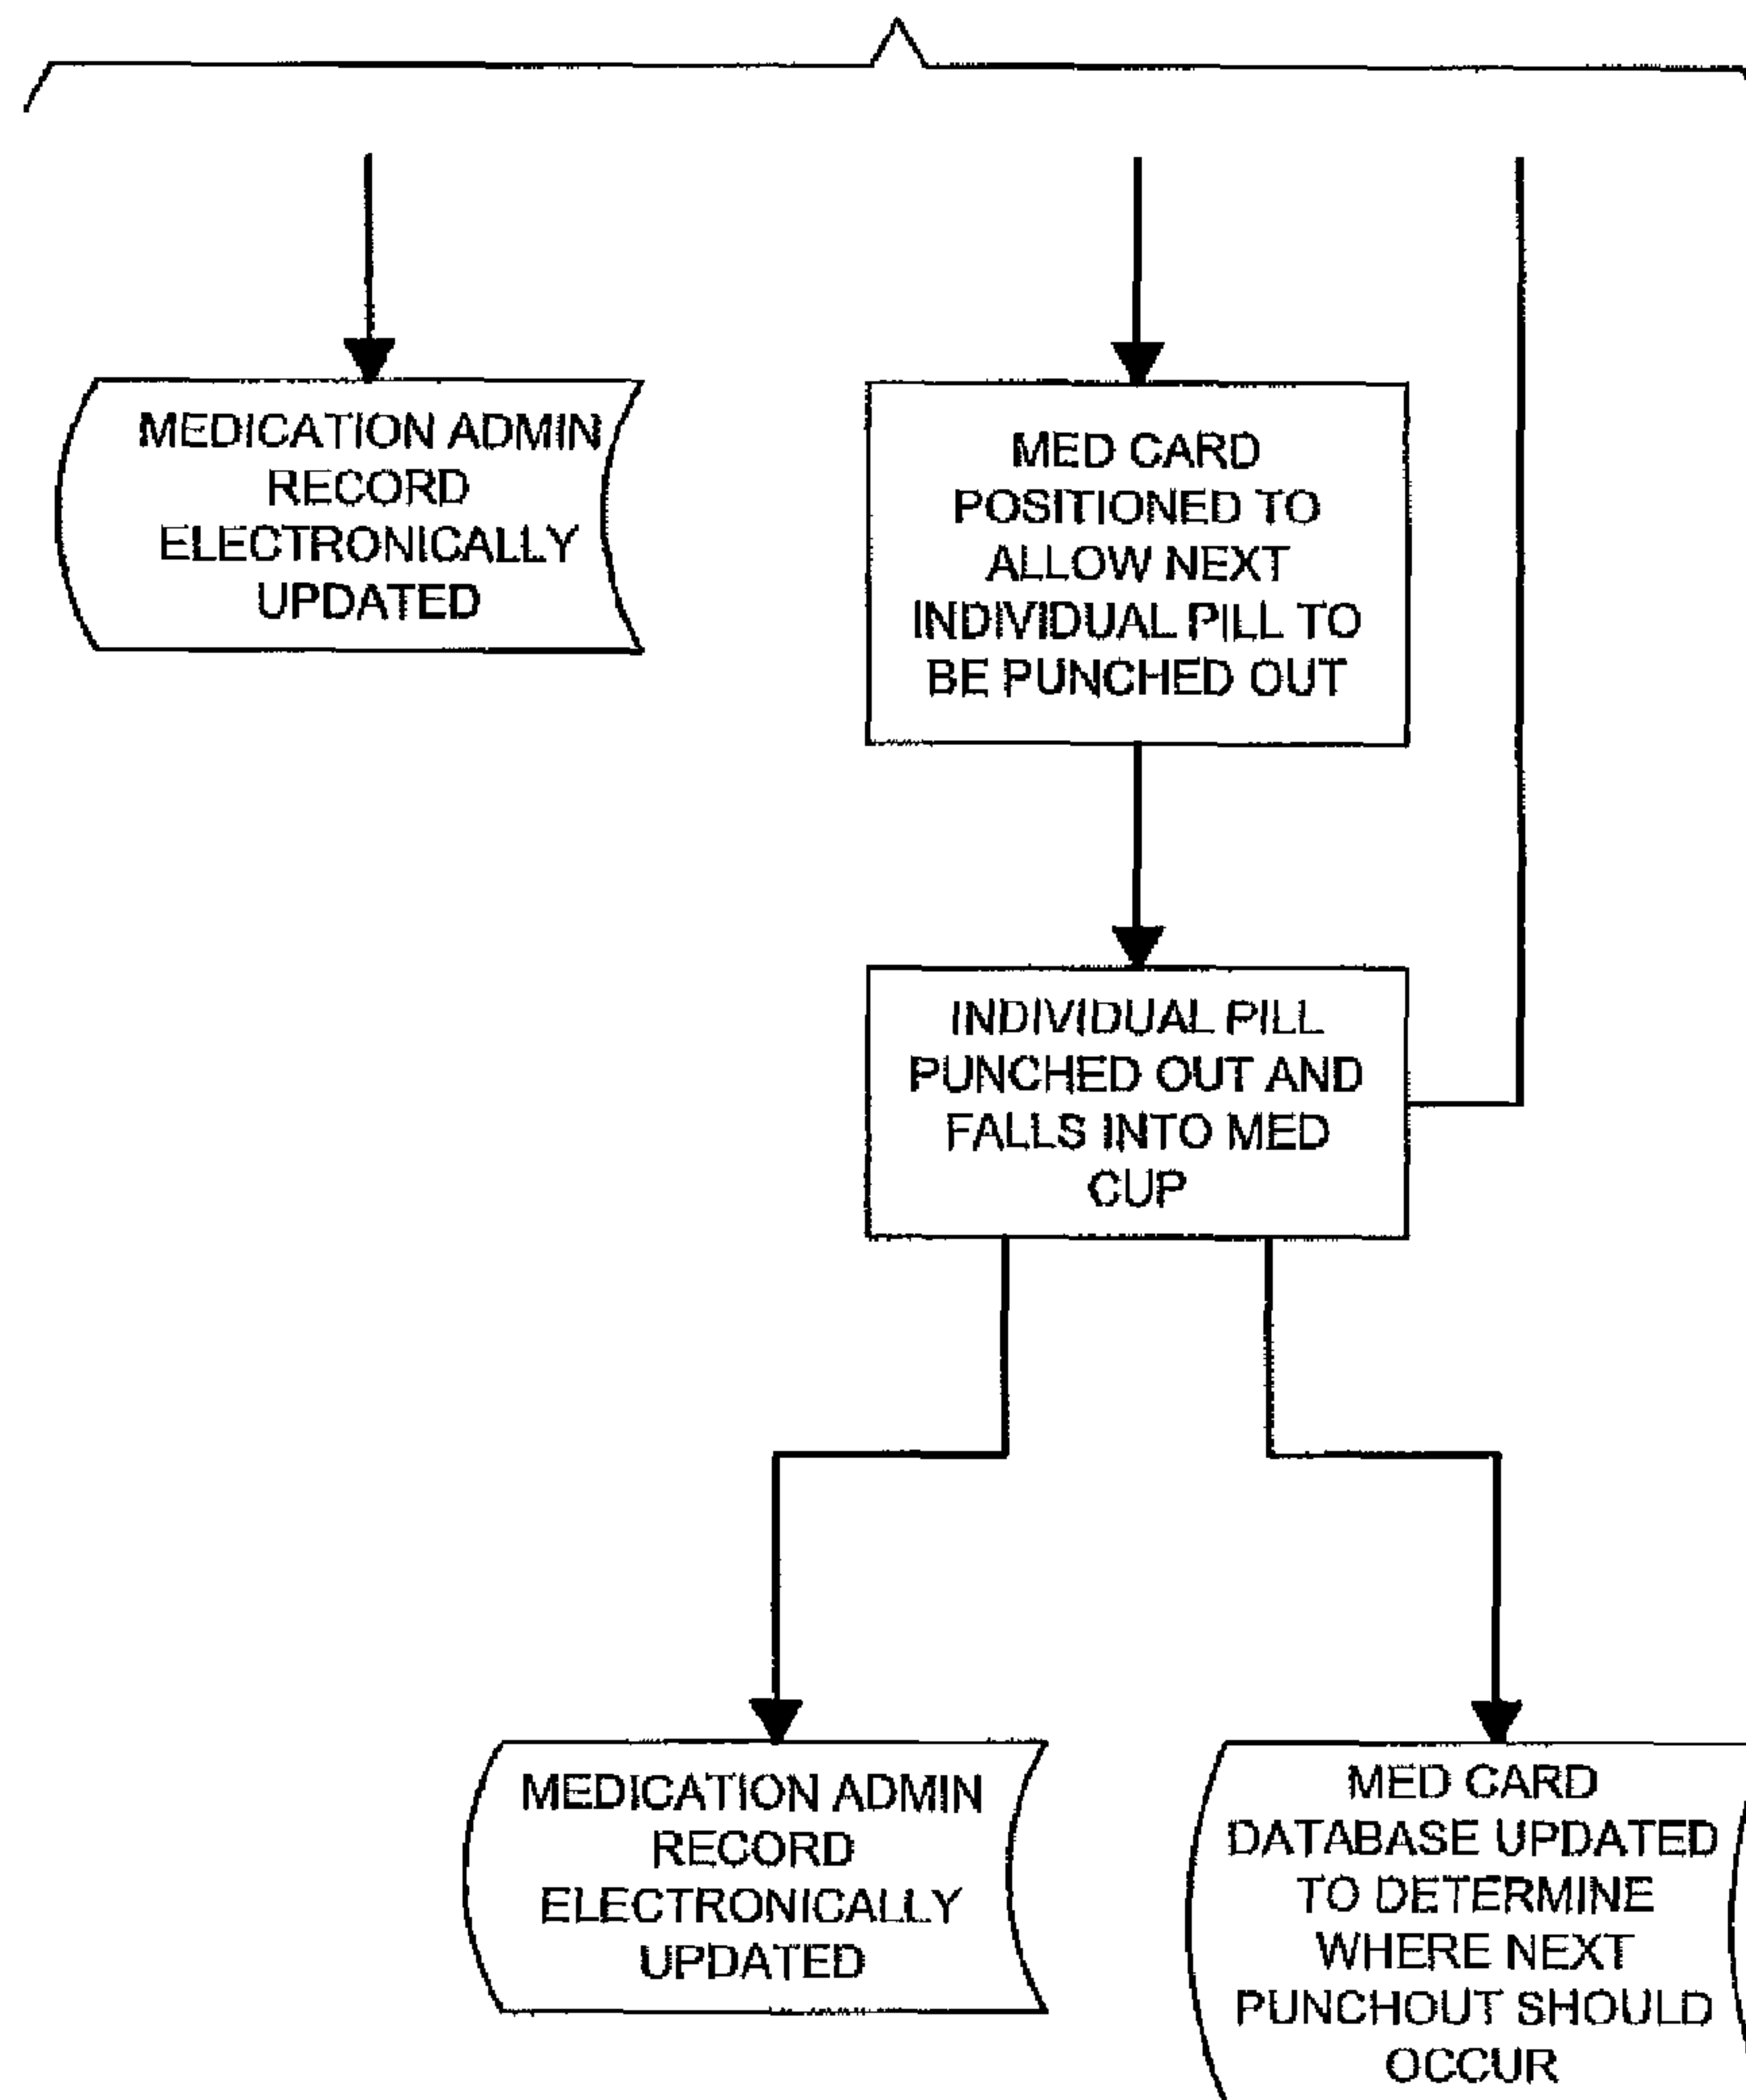 MEDICATION ADMIN
RECORD
ELECTRONICALLY
UPDATED
MED CARD
POSITIONED TO
ALLOW NEXT
INDIVIDUAL PILL TO
BE PUNCHED OUT
INDIVIDUAL PILL
PUNCHED OUT AND
FALLS INTO MED
CUP
MEDICATION ADMIN
RECORD
ELECTRONICALLY
UPDATED
MED CARD
DATABASE UPDATED
TO DETERMINE
WHERE NEXT
PUNCHOUT SHOULD
OCCUR